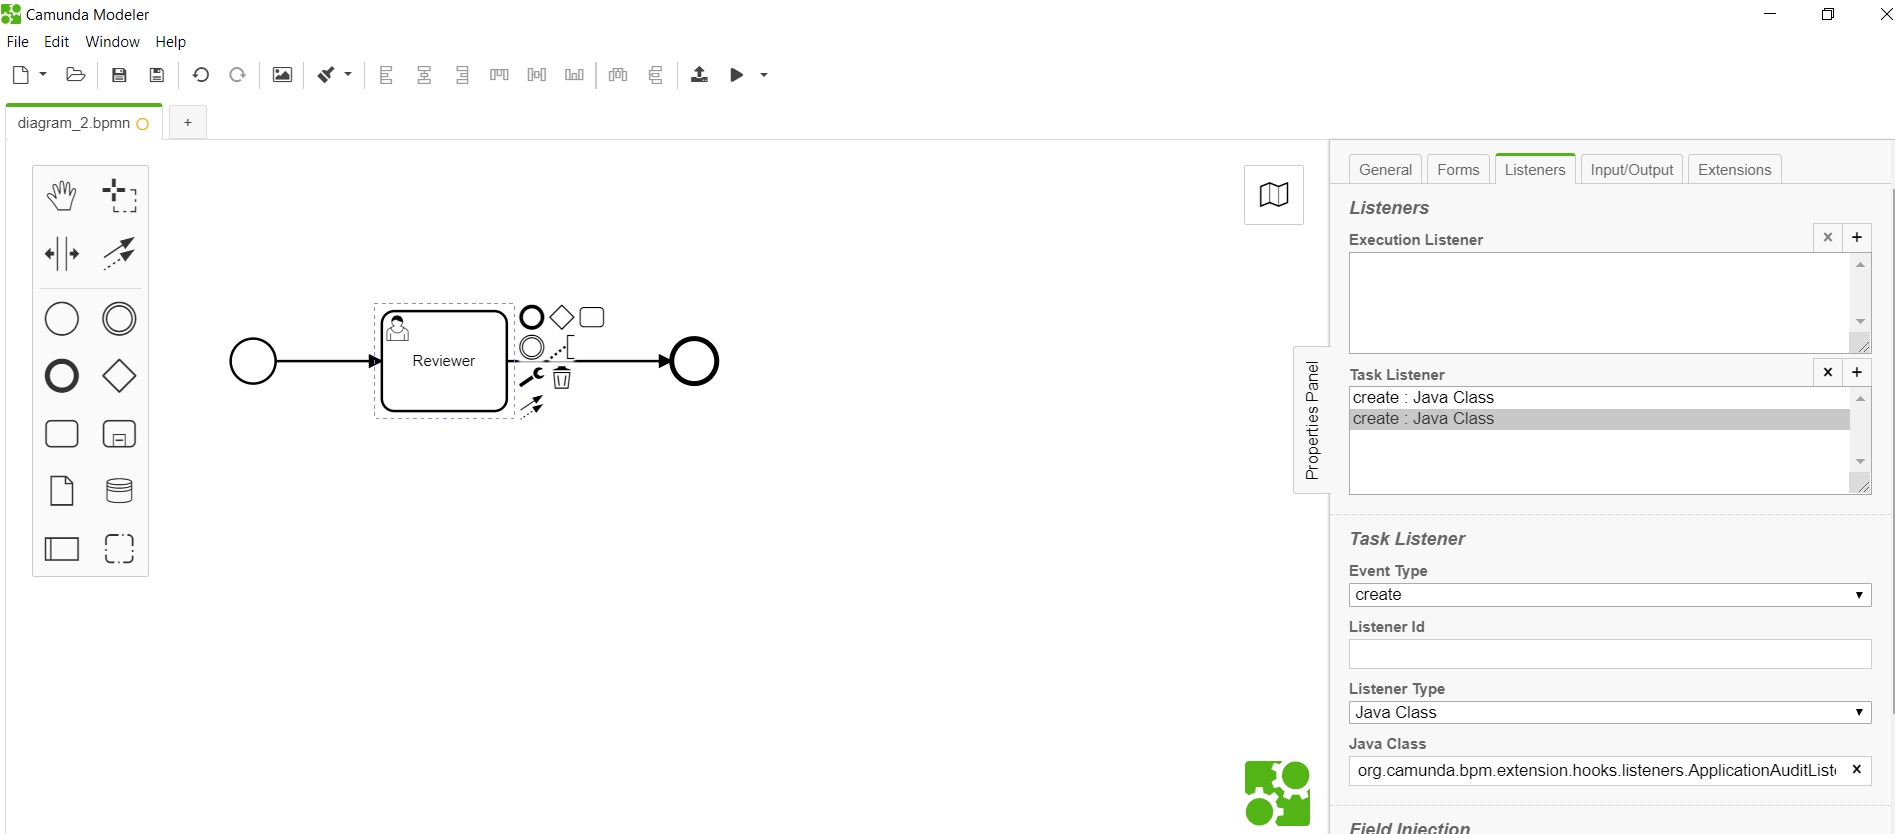 Camunda Modeler
File Edit Window Help
diagram_2.bpmn
+
General Forms Listeners Input/Output Extensions
Listeners
Execution Listener
x +
Task Listener
x +
create : Java Class
create : Java Class
Reviewer
Properties Panel
Task Listener
Event Type
create
Listener Id
Listener Type
Java Class
Java Class
org.camunda.bpm.extension.hooks.listeners.ApplicationAuditList x
Field Injection